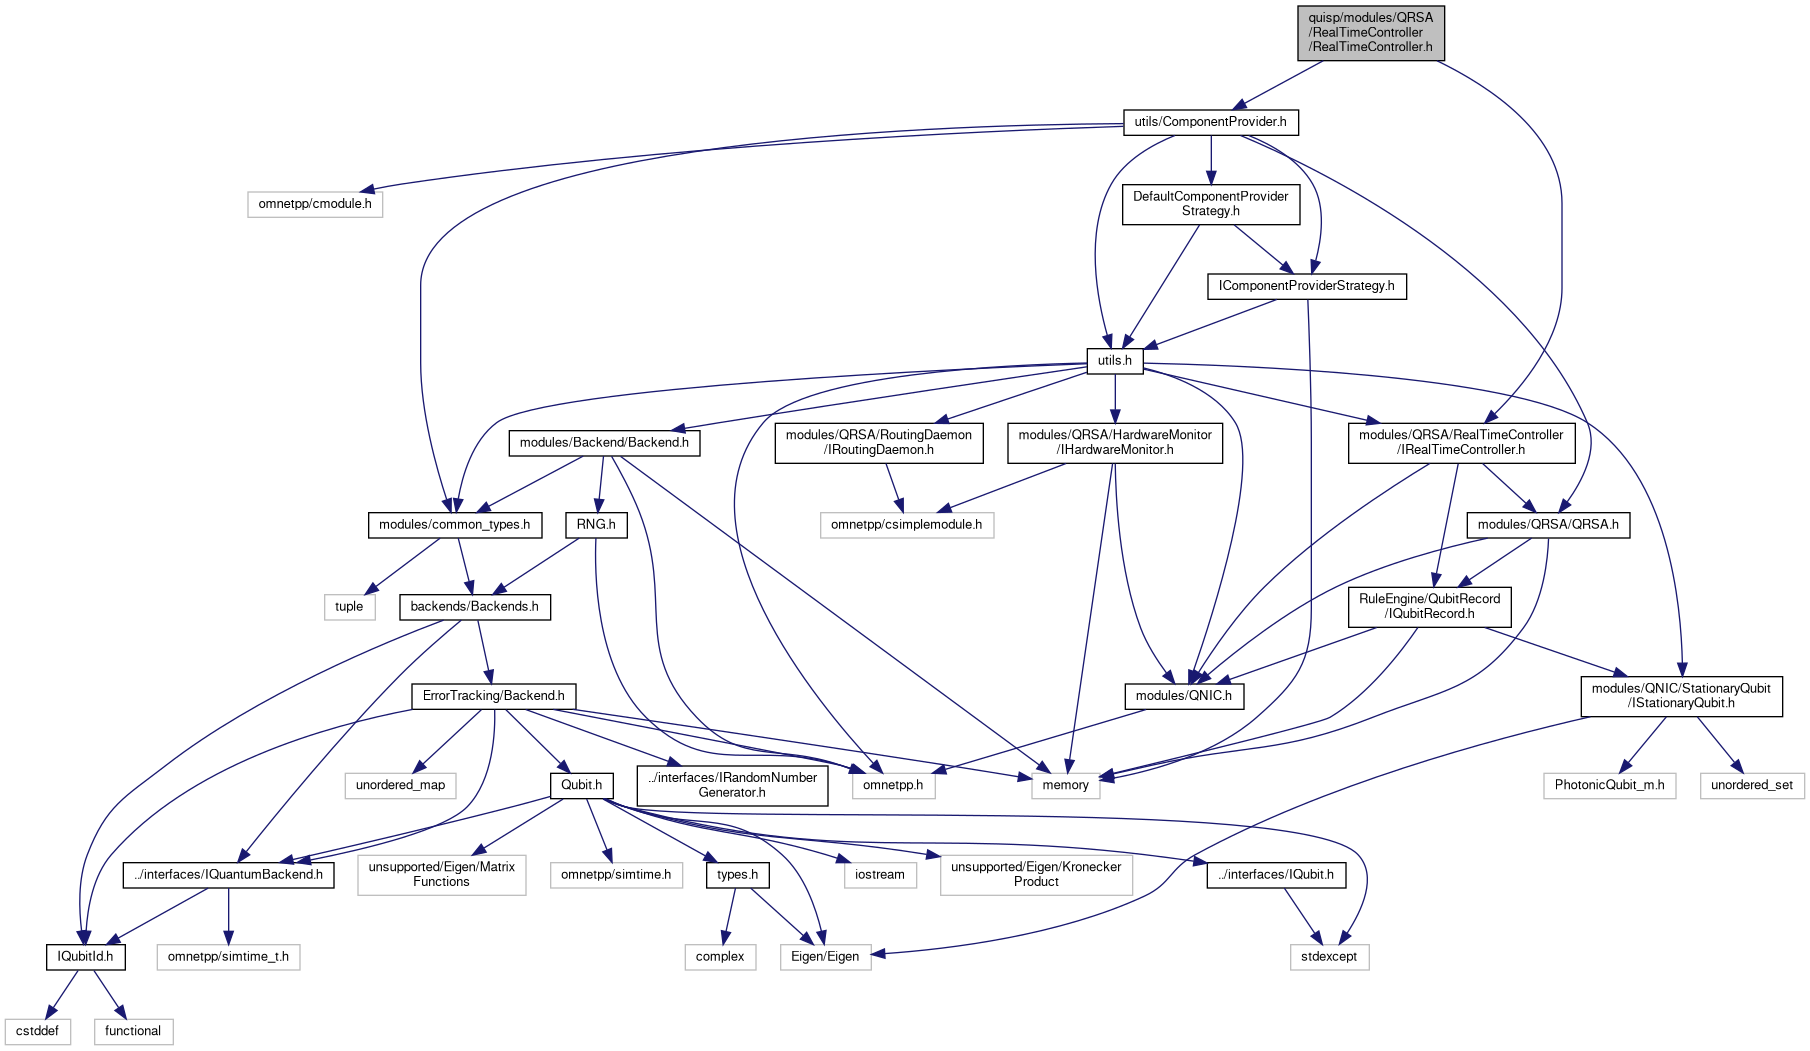 quisp/modules/QRSA
/RealTimeController
/RealTimeController.h
utils/ComponentProvider.h
omnetpp/cmodule.h
DefaultComponentProvider
Strategy.h
IComponentProviderStrategy.h
utils.h
modules/Backend/Backend.h
modules/QRSA/RoutingDaemon
/IRoutingDaemon.h
modules/QRSA/HardwareMonitor
/IHardwareMonitor.h
modules/QRSA/RealTimeController
/IRealTimeController.h
modules/common_types.h
RNG.h
omnetpp/csimplemodule.h
modules/QRSA/QRSA.h
tuple
backends/Backends.h
RuleEngine/QubitRecord
/IQubitRecord.h
ErrorTracking/Backend.h
modules/QNIC.h
modules/QNIC/StationaryQubit
/IStationaryQubit.h
unordered_map
Qubit.h
../interfaces/IRandomNumber
Generator.h
omnetpp.h
memory
PhotonicQubit_m.h
unordered_set
../interfaces/IQuantumBackend.h
unsupported/Eigen/Matrix
Functions
omnetpp/simtime.h
types.h
iostream
unsupported/Eigen/Kronecker
Product
../interfaces/IQubit.h
IQubitId.h
omnetpp/simtime_t.h
complex
Eigen/Eigen
stdexcept
cstddef
functional